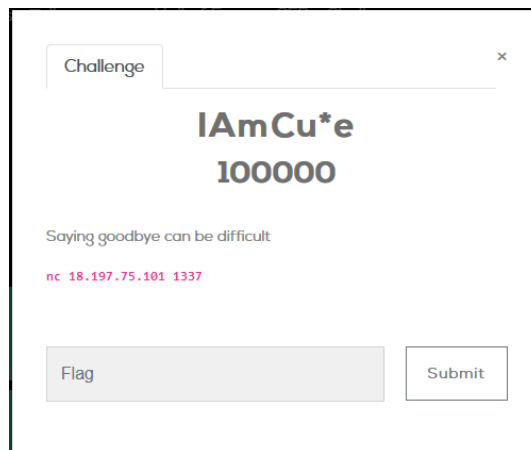 Challenge
×
IAmCu*e
100000
Saying goodbye can be difficult
nc 18.197.75.101 1337
Flag
Submit